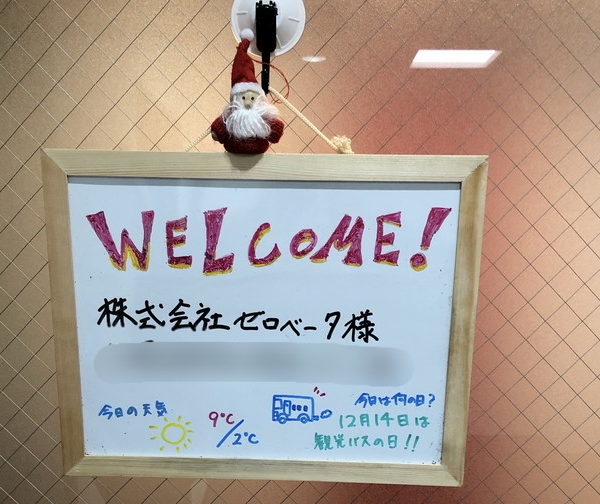 WELCOME!
株式会社ゼロベータ様
今日の天気
9℃/2℃
今日は何の日?
12月14日は
観光バスの日!!